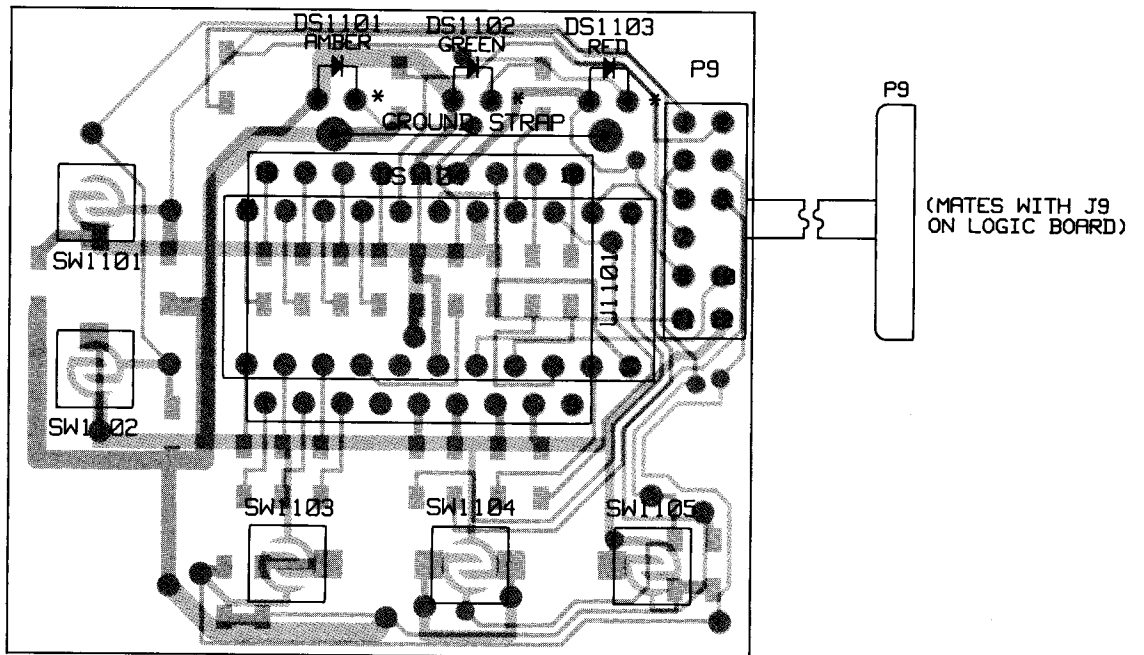 DS1101 DS1102 DS1103
AMBER GREEN RED
P9
P9
* * *
GROUND STRAP
DS1104
(MATES WITH J9
ON LOGIC BOARD)
SW1101
U1101
SW1102
SW1103 SW1104 SW1105